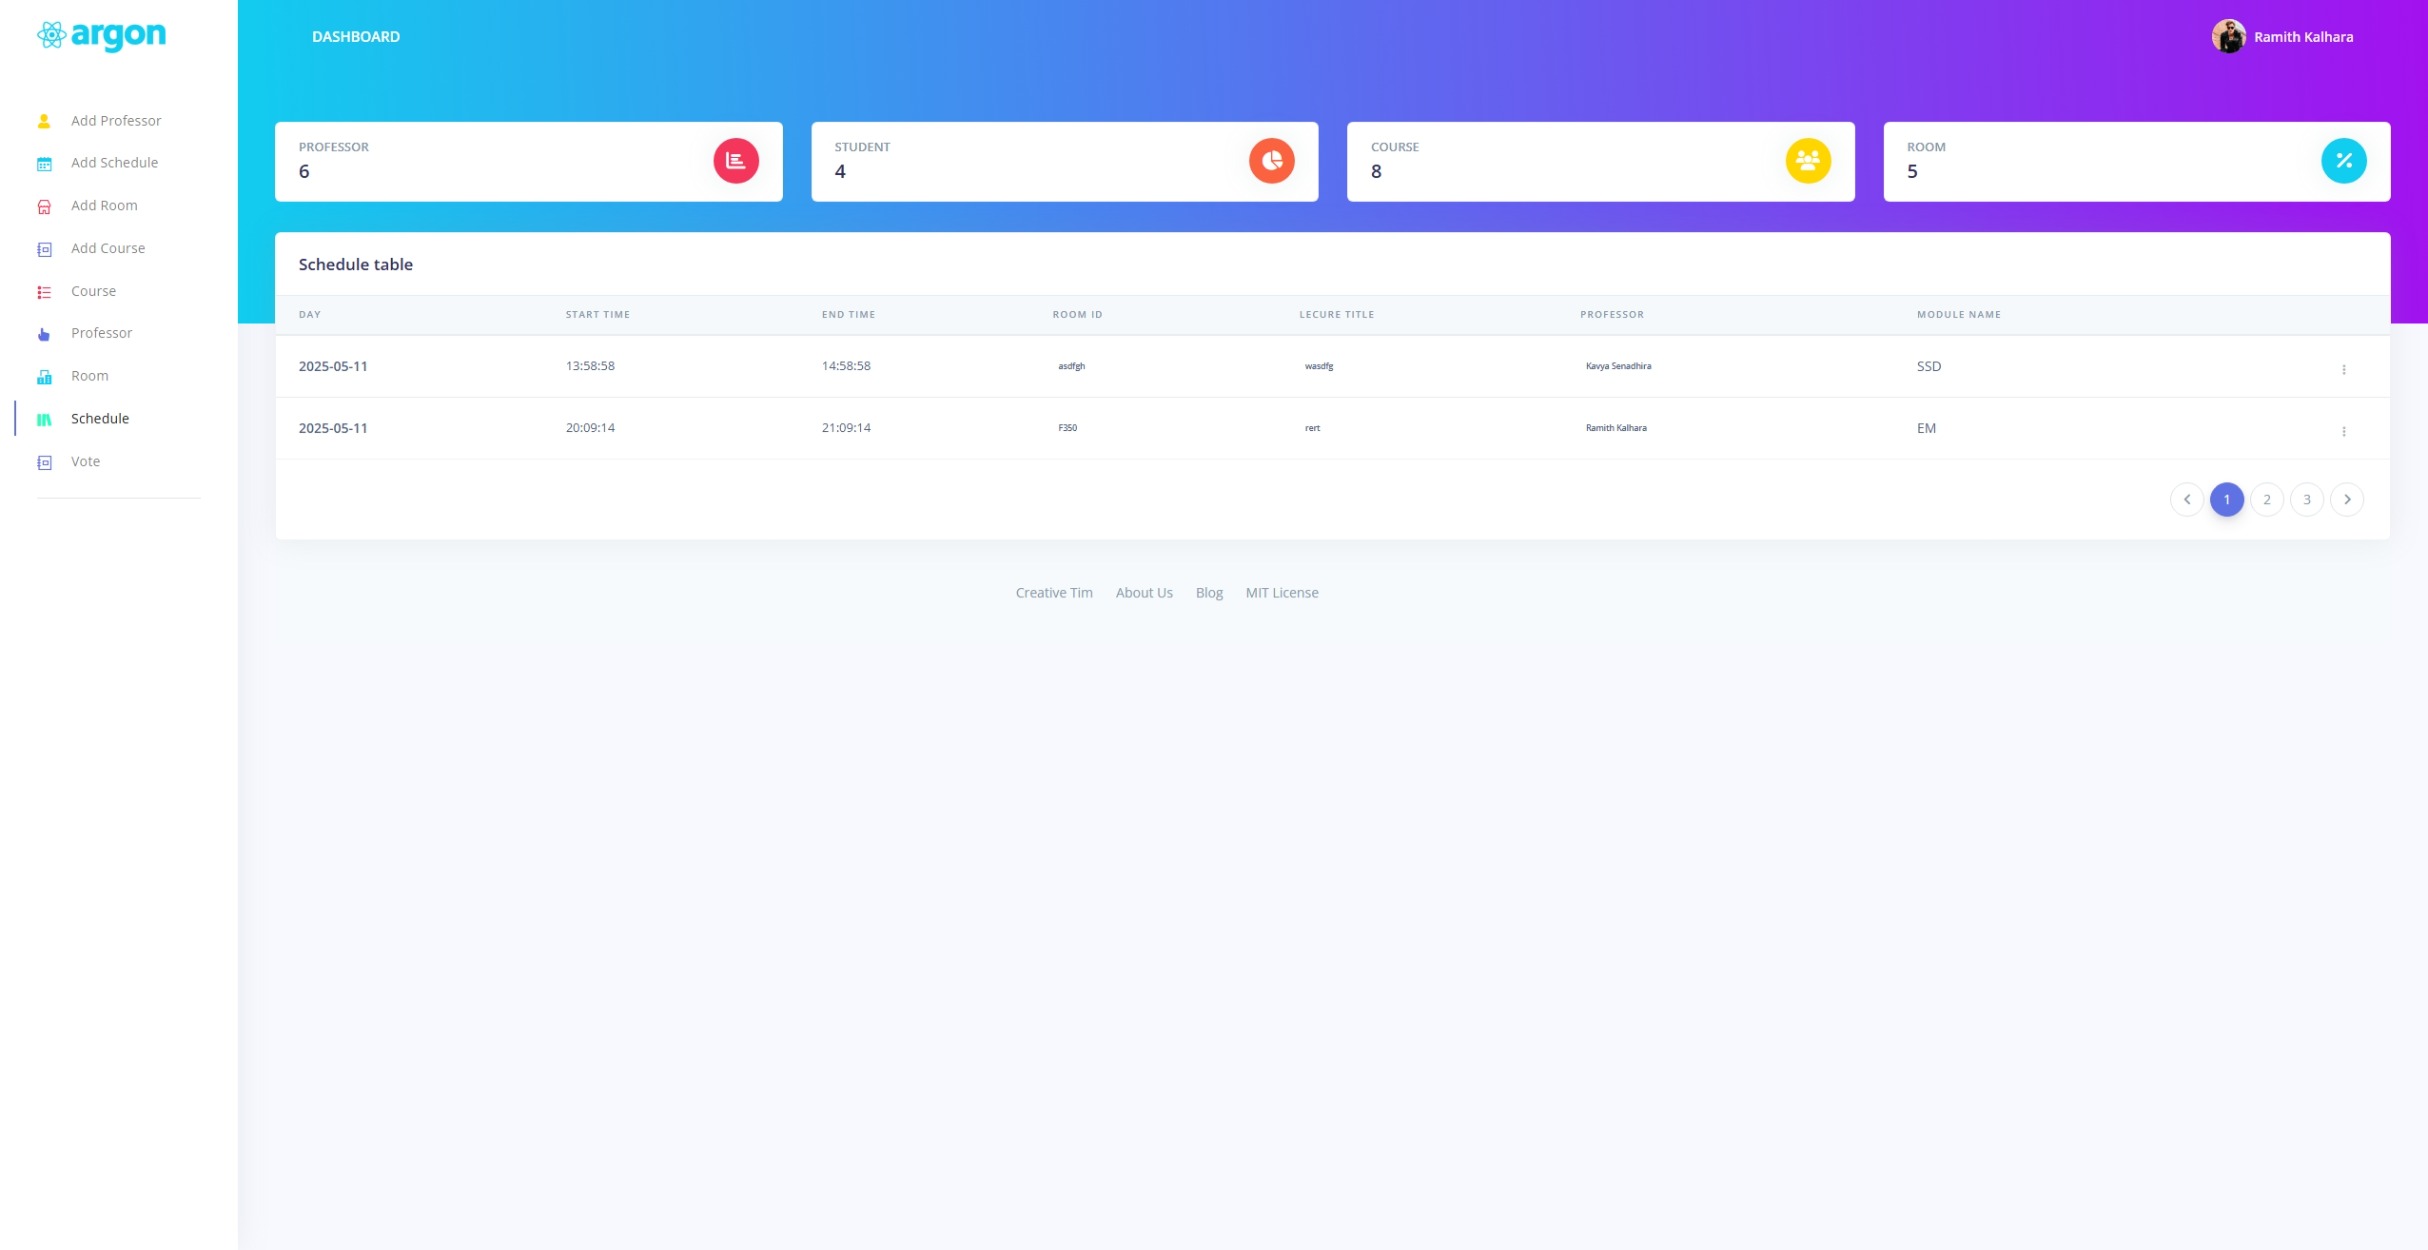 argon
DASHBOARD
Ramith Kalhara
Add Professor
Add Schedule
Add Room
Add Course
Course
Professor
Room
Schedule
Vote
PROFESSOR
6
STUDENT
4
COURSE
8
ROOM
5
Schedule table
DAY START TIME END TIME ROOM ID LECURE TITLE PROFESSOR MODULE NAME
2025-05-11 13:58:58 14:58:58 asdfgh wasdfg Kavya Senadhira SSD
2025-05-11 20:09:14 21:09:14 F350 rert Ramith Kalhara EM
1 2 3
Creative Tim About Us Blog MIT License